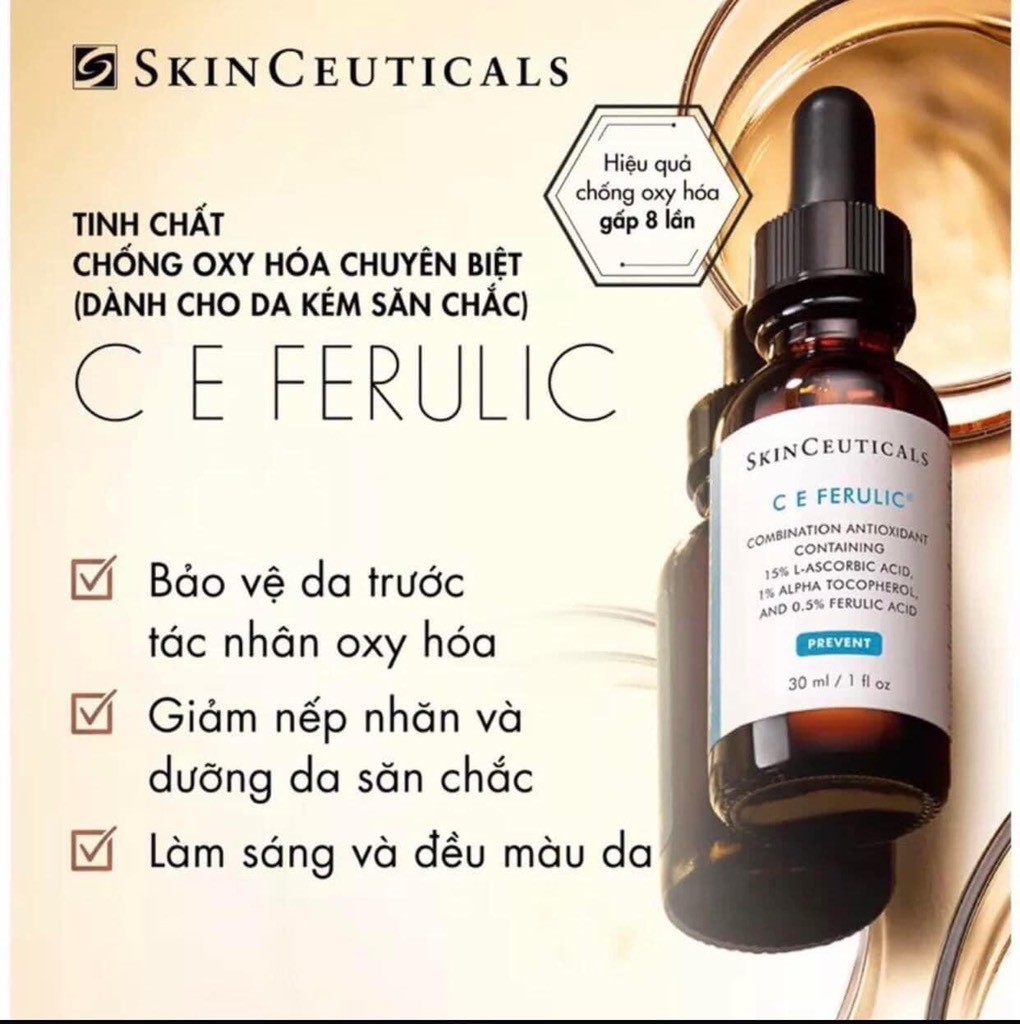 SKINCEUTICALS
Hiệu quả
chống oxy hóa
gấp 8 lần
TINH CHẤT
CHỐNG OXY HÓA CHUYÊN BIỆT
(DÀNH CHO DA KÉM SĂN CHẮC)
C E FERULIC
Bảo vệ da trước
tác nhân oxy hóa
Giảm nếp nhăn và
dưỡng da săn chắc
Làm sáng và đều màu da
SKINCEUTICALS
C E FERULIC®
COMBINATION ANTIOXIDANT
CONTAINING
15% L-ASCORBIC ACID,
1% ALPHA TOCOPHEROL,
AND 0.5% FERULIC ACID
PREVENT
30 ml / 1 fl oz